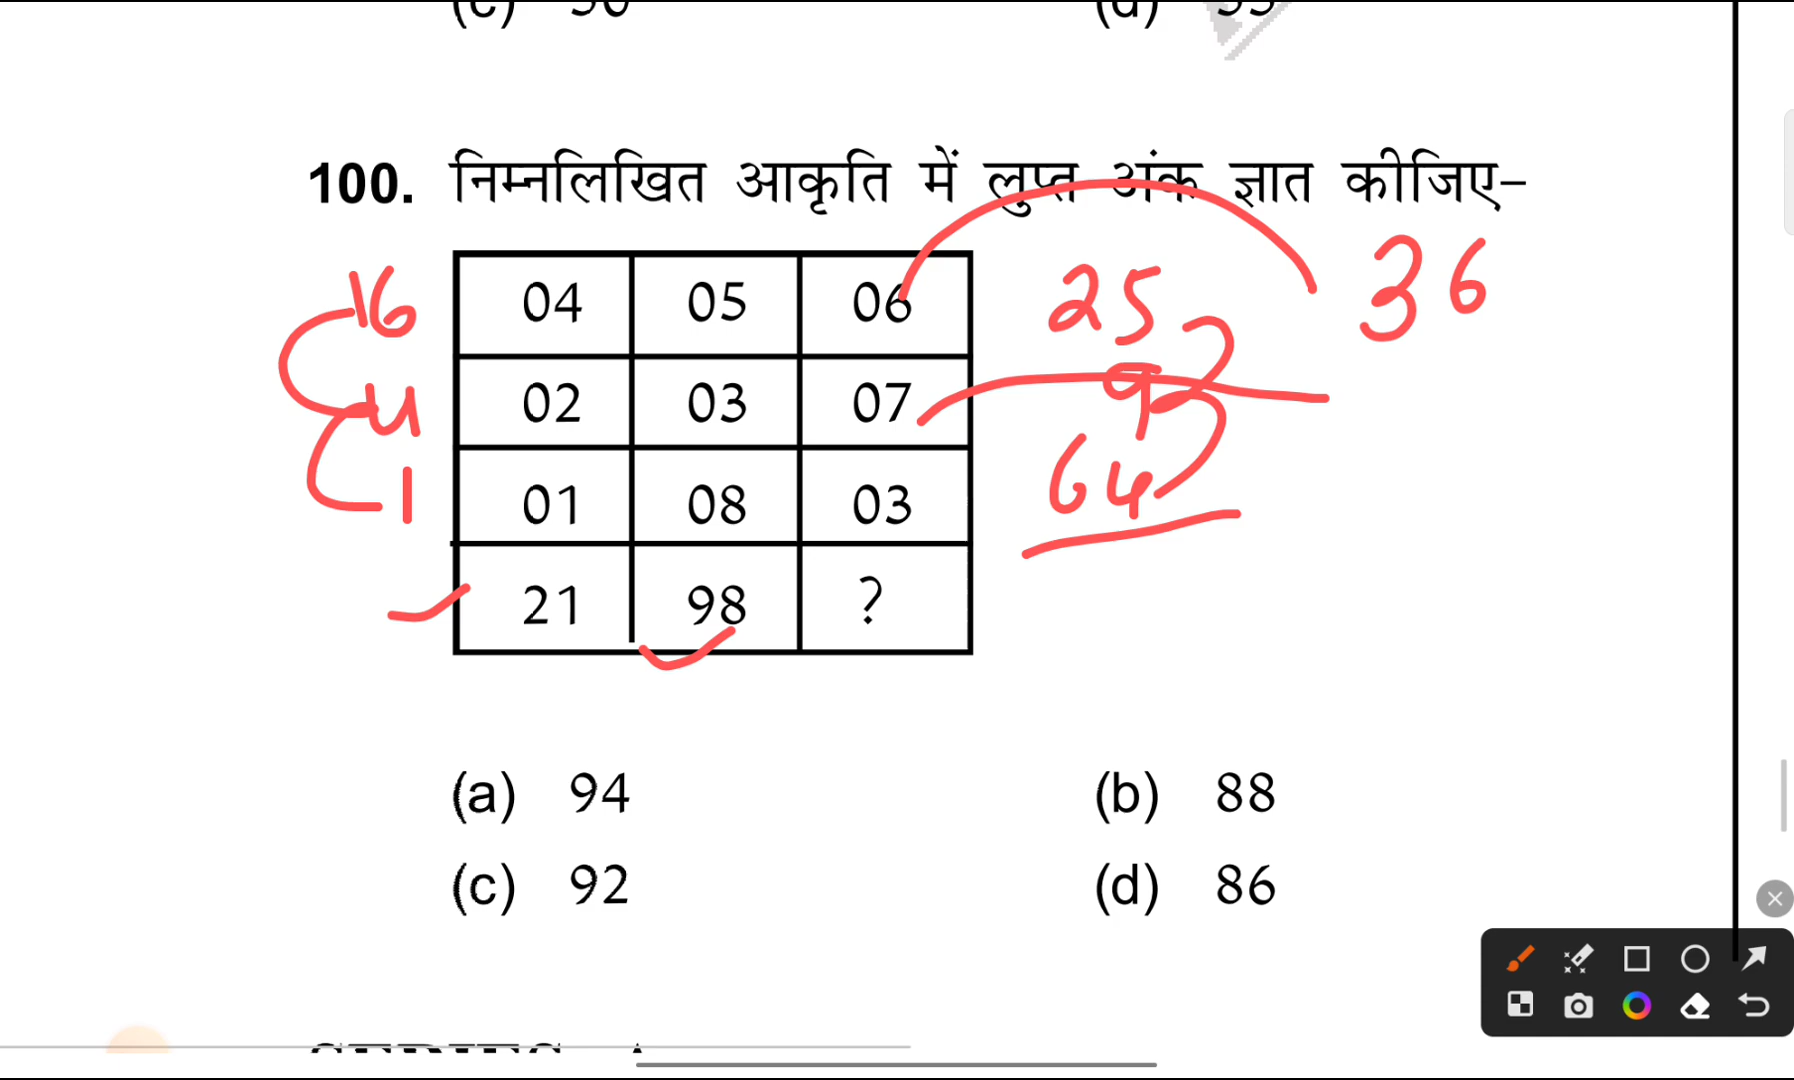 100. निम्नलिखित आकृति में लुप्त अंक ज्ञात कीजिए–
16 04 05 06 25 36
4 02 03 07 9
1 01 08 03 64
21 98 ?
(a) 94 (b) 88
(c) 92 (d) 86